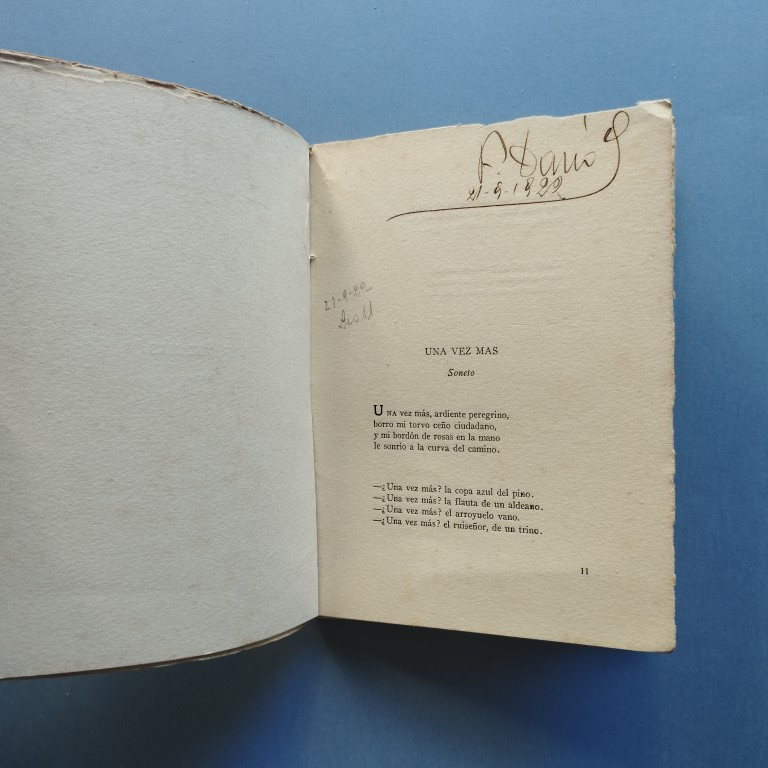 Darío
21-9-1922
21-9-22
UNA VEZ MAS
Soneto
UNA vez más, ardiente peregrino,
borro mi torvo ceño ciudadano,
y mi bordón de rosas en la mano
le sonrio a la curva del camino.
—¿Una vez más? la copa azul del pino.
—¿Una vez más? la flauta de un aldeano.
—¿Una vez más? el arroyuelo vano.
—¿Una vez más? el ruiseñor, de un trino.
11